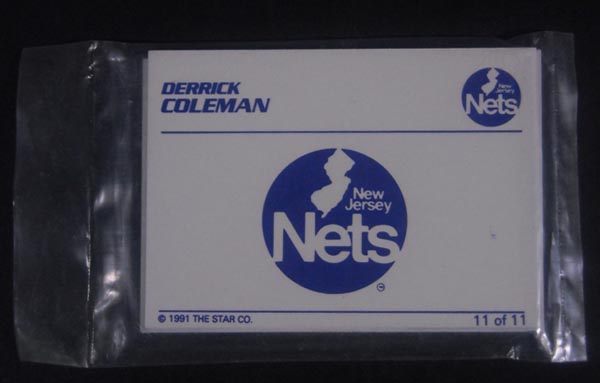 DERRICK
COLEMAN
New
Jersey
Nets
New
Jersey
Nets
© 1991 THE STAR CO.
11 of 11